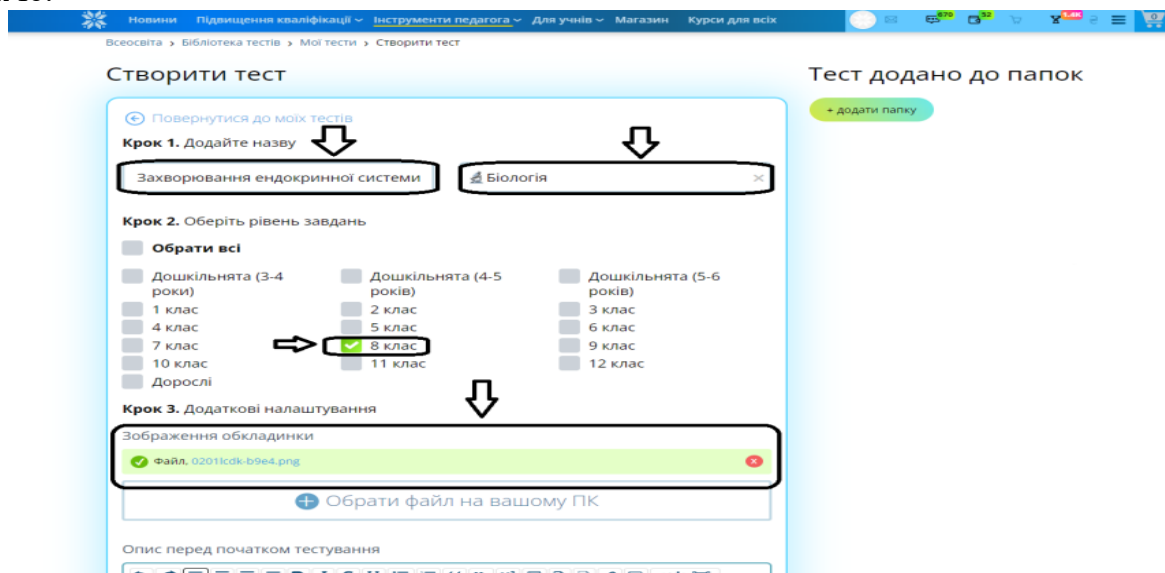 Новини Підвищення кваліфікації Інструменти педагога Для учнів Магазин Курси для всіх 670 52 1.4K 0
Всеосвіта > Бібліотека тестів > Мої тести > Створити тест
Створити тест
Тест додано до папок
+ додати папку
Повернутися до моїх тестів
Крок 1. Додайте назву
Захворювання ендокринної системи Біологія ×
Крок 2. Оберіть рівень завдань
Обрати всі
Дошкільнята (3-4 роки) Дошкільнята (4-5 років) Дошкільнята (5-6 років)
1 клас 2 клас 3 клас
4 клас 5 клас 6 клас
7 клас 8 клас 9 клас
10 клас 11 клас 12 клас
Дорослі
Крок 3. Додаткові налаштування
Зображення обкладинки
Файл, 0201lcdk-b9e4.png
Обрати файл на вашому ПК
Опис перед початком тестування